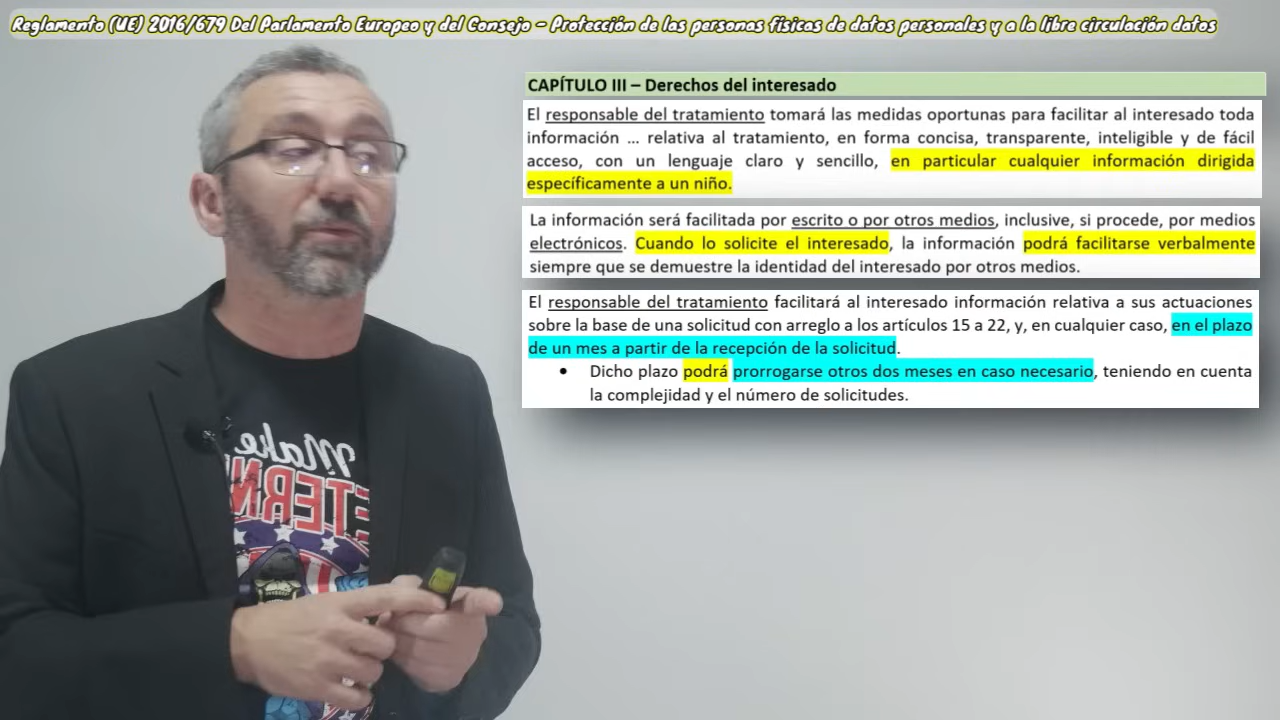 Reglamento (UE) 2016/679 Del Parlamento Europeo y del Consejo - Protección de las personas físicas de datos personales y a la libre circulación datos
CAPÍTULO III – Derechos del interesado
El responsable del tratamiento tomará las medidas oportunas para facilitar al interesado toda
información ... relativa al tratamiento, en forma concisa, transparente, inteligible y de fácil
acceso, con un lenguaje claro y sencillo, en particular cualquier información dirigida
específicamente a un niño.
La información será facilitada por escrito o por otros medios, inclusive, si procede, por medios
electrónicos. Cuando lo solicite el interesado, la información podrá facilitarse verbalmente
siempre que se demuestre la identidad del interesado por otros medios.
El responsable del tratamiento facilitará al interesado información relativa a sus actuaciones
sobre la base de una solicitud con arreglo a los artículos 15 a 22, y, en cualquier caso, en el plazo
de un mes a partir de la recepción de la solicitud.
• Dicho plazo podrá prorrogarse otros dos meses en caso necesario, teniendo en cuenta
la complejidad y el número de solicitudes.
Make
ETERN